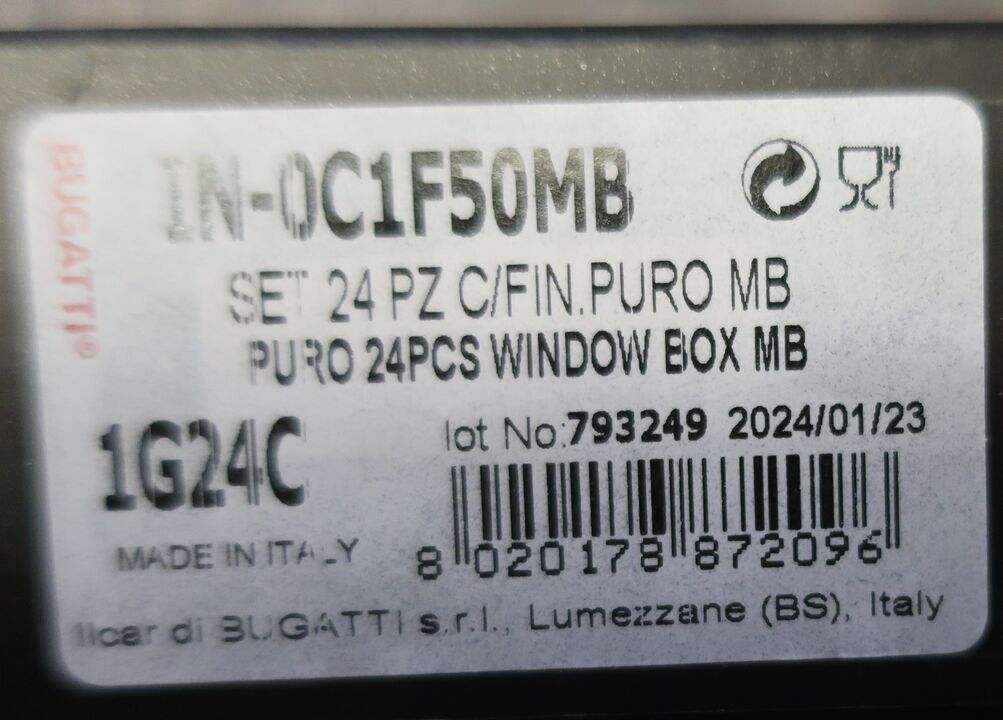 BUGATTI®
IN-0C1F50MB
SET 24 PZ C/FIN.PURO MB
PURO 24PCS WINDOW BOX MB
1G24C
lot No:793249 2024/01/23
8 020178 872096
MADE IN ITALY
Ilcar di BUGATTI s.r.l., Lumezzane (BS), Italy